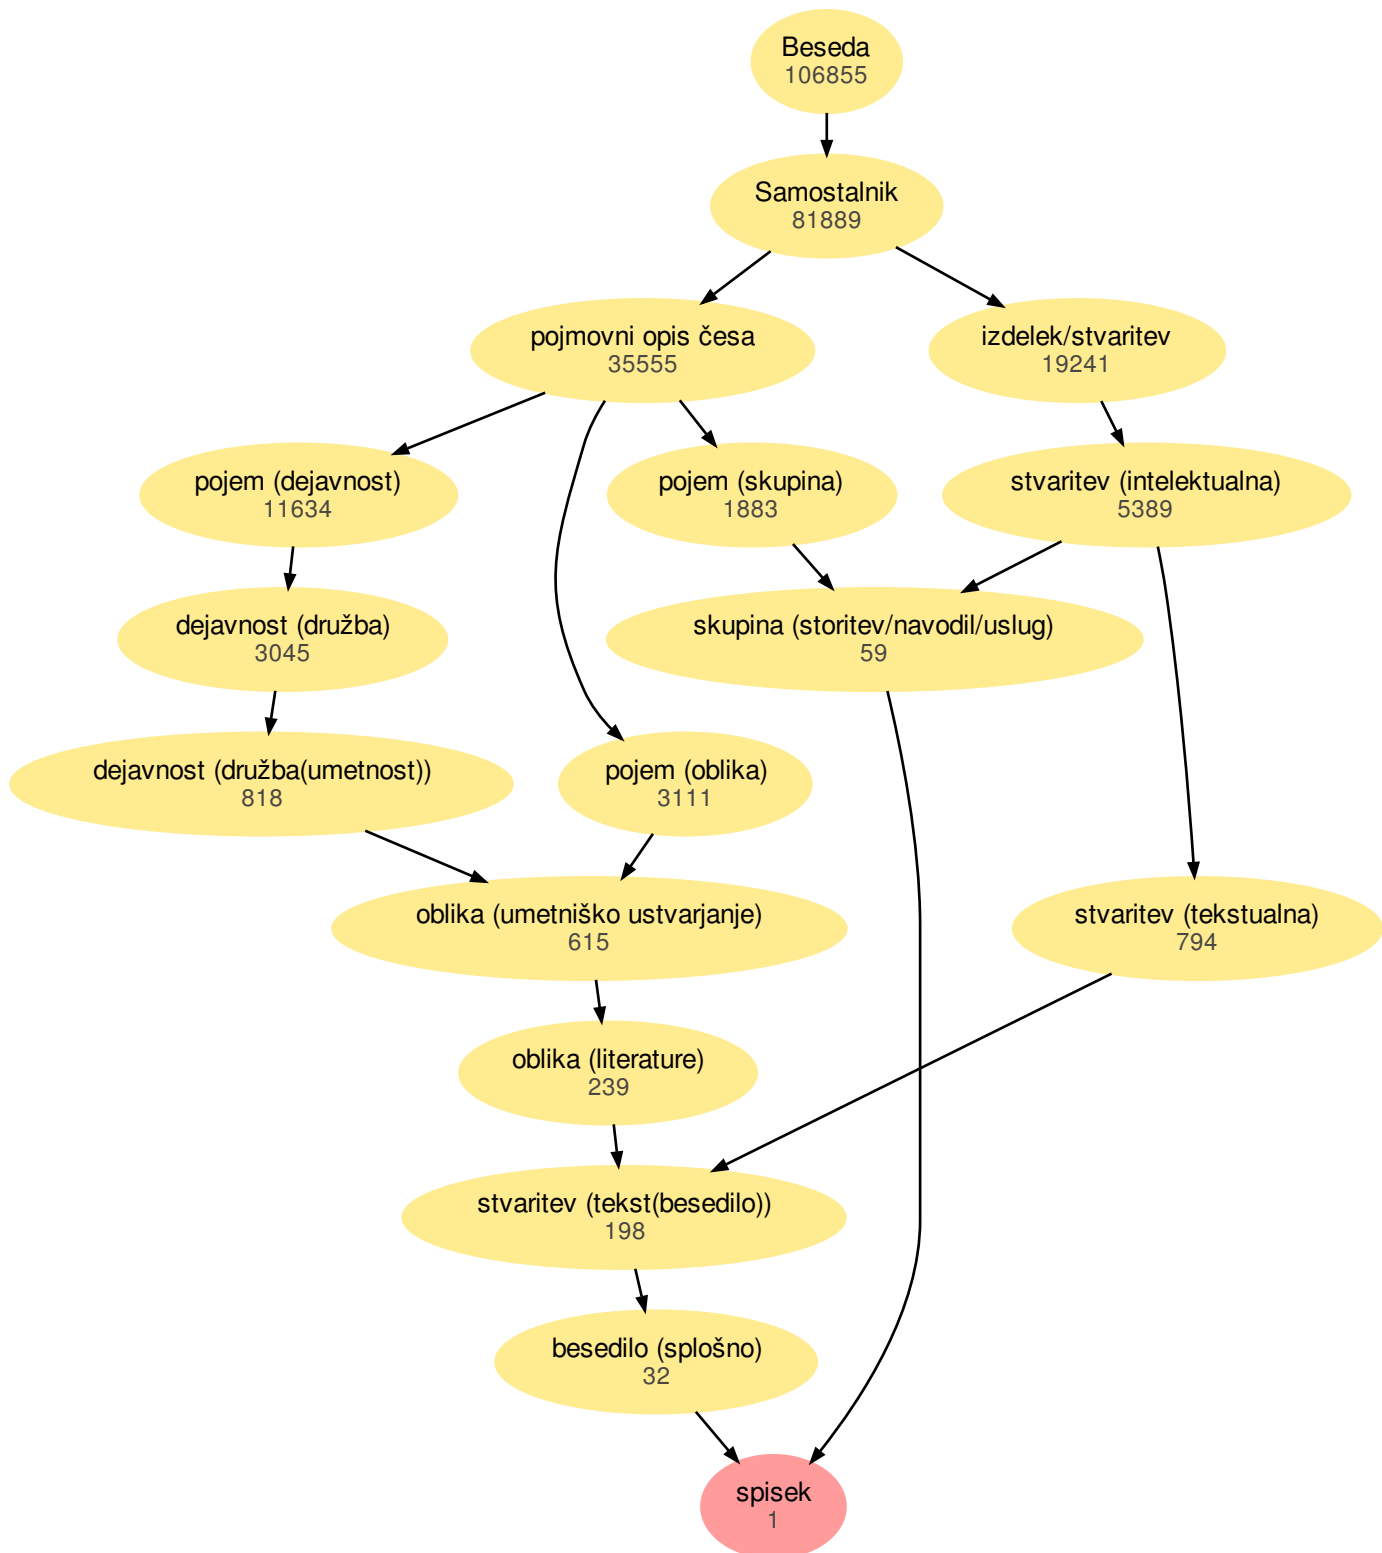 Beseda
106855
Samostalnik
81889
pojmovni opis česa
35555
izdelek/stvaritev
19241
pojem (dejavnost)
11634
pojem (skupina)
1883
stvaritev (intelektualna)
5389
dejavnost (družba)
3045
skupina (storitev/navodil/uslug)
59
dejavnost (družba(umetnost))
818
pojem (oblika)
3111
oblika (umetniško ustvarjanje)
615
stvaritev (tekstualna)
794
oblika (literature)
239
stvaritev (tekst(besedilo))
198
besedilo (splošno)
32
spisek
1